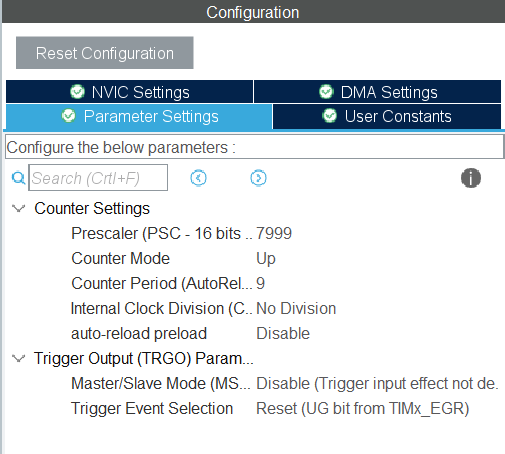 Configuration
Reset Configuration
NVIC Settings DMA Settings
Parameter Settings User Constants
Configure the below parameters :
Search (CrtI+F)
Counter Settings
Prescaler (PSC - 16 bits .. 7999
Counter Mode Up
Counter Period (AutoRel.. 9
Internal Clock Division (C.. No Division
auto-reload preload Disable
Trigger Output (TRGO) Param...
Master/Slave Mode (MS... Disable (Trigger input effect not de.
Trigger Event Selection Reset (UG bit from TIMx_EGR)